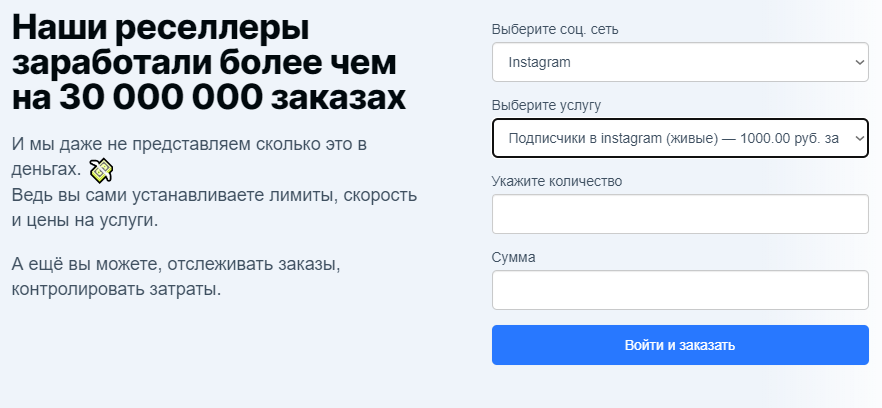 Наши реселлеры
заработали более чем
на 30 000 000 заказах
И мы даже не представляем сколько это в
деньгах.
Ведь вы сами устанавливаете лимиты, скорость
и цены на услуги.
А ещё вы можете, отслеживать заказы,
контролировать затраты.
Выберите соц. сеть
Instagram
Выберите услугу
Подписчики в instagram (живые) — 1000.00 руб. за
Укажите количество
Сумма
Войти и заказать